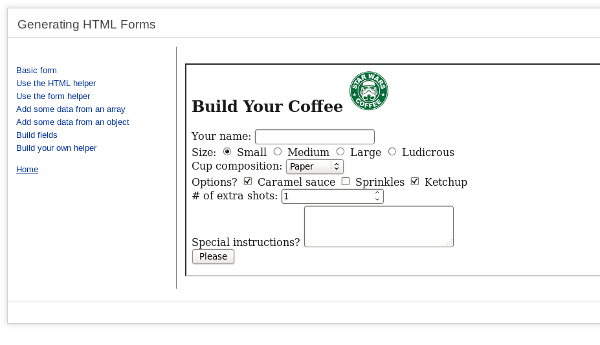 Generating HTML Forms
Basic form
Use the HTML helper
Use the form helper
Add some data from an array
Add some data from an object
Build fields
Build your own helper
Home
Build Your Coffee
STAR WARS COFFEE
Your name:
Size: Small Medium Large Ludicrous
Cup composition: Paper
Options? Caramel sauce Sprinkles Ketchup
# of extra shots: 1
Special instructions?
Please